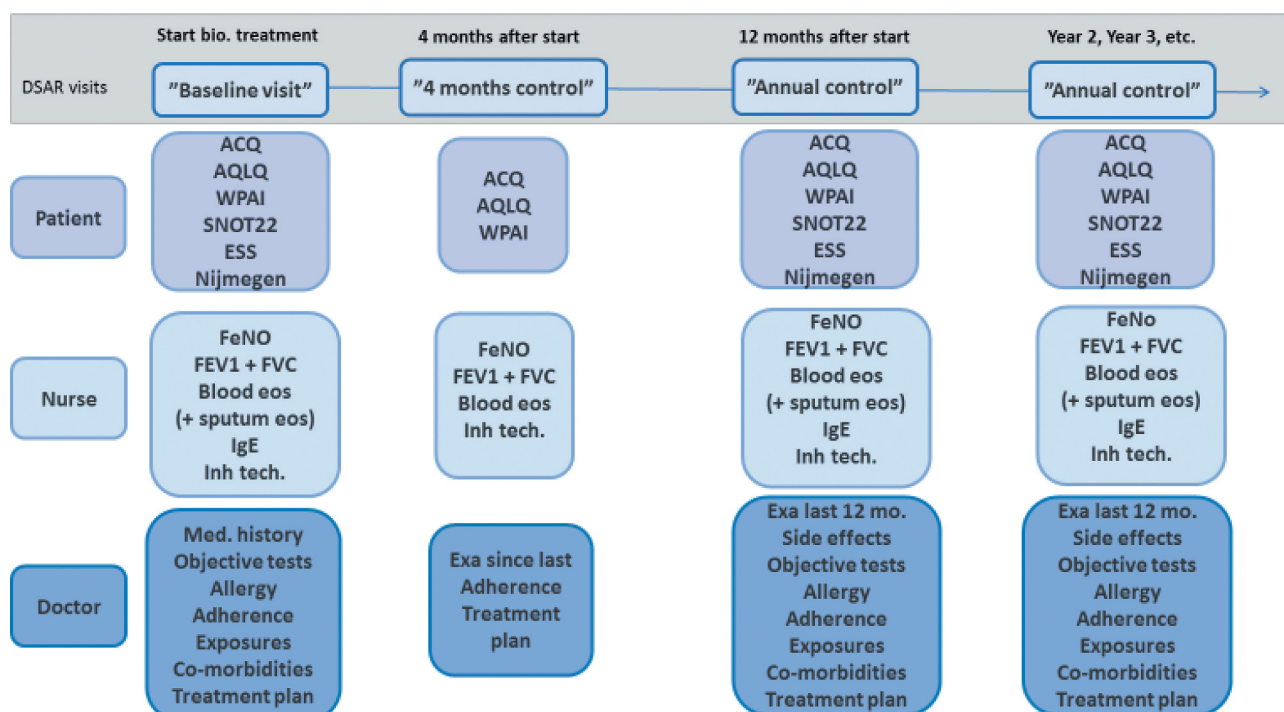 Start bio. treatment
4 months after start
12 months after start
Year 2, Year 3, etc.
DSAR visits
"Baseline visit"
"4 months control"
"Annual control"
"Annual control"
Patient
ACQ
AQLQ
WPAI
SNOT22
ESS
Nijmegen
ACQ
AQLQ
WPAI
ACQ
AQLQ
WPAI
SNOT22
ESS
Nijmegen
ACQ
AQLQ
WPAI
SNOT22
ESS
Nijmegen
Nurse
FeNO
FEV1 + FVC
Blood eos
(+ sputum eos)
IgE
Inh tech.
FeNO
FEV1 + FVC
Blood eos
Inh tech.
FeNO
FEV1 + FVC
Blood eos
(+ sputum eos)
IgE
Inh tech.
FeNo
FEV1 + FVC
Blood eos
(+ sputum eos)
IgE
Inh tech.
Doctor
Med. history
Objective tests
Allergy
Adherence
Exposures
Co-morbidities
Treatment plan
Exa since last
Adherence
Treatment
plan
Exa last 12 mo.
Side effects
Objective tests
Allergy
Adherence
Exposures
Co-morbidities
Treatment plan
Exa last 12 mo.
Side effects
Objective tests
Allergy
Adherence
Exposures
Co-morbidities
Treatment plan